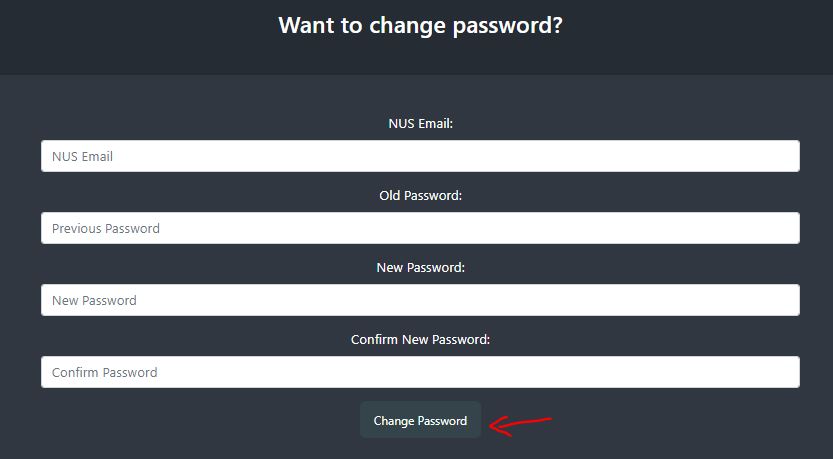 Want to change password?
NUS Email:
NUS Email
Old Password:
Previous Password
New Password:
New Password
Confirm New Password:
Confirm Password
Change Password